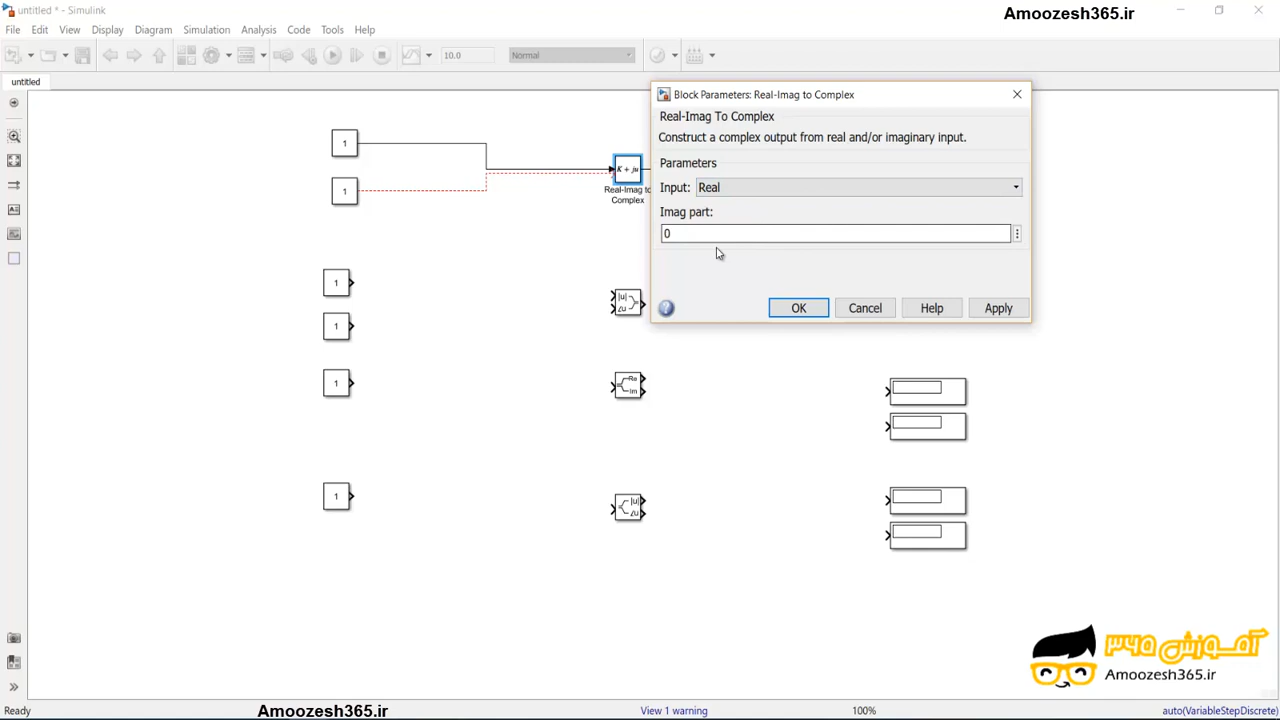 untitled * - Simulink
Amoozesh365.ir
File Edit View Display Diagram Simulation Analysis Code Tools Help
10.0 Normal
untitled
Block Parameters: Real-Imag to Complex
Real-Imag To Complex
Construct a complex output from real and/or imaginary input.
Parameters
Input: Real
Imag part:
0
OK Cancel Help Apply
1
K + ju
1
Real-Imag to
Complex
1
|u|
∠u
1
1
Re
Im
1
|u|
∠u
آموزش ۳۶۵
Amoozesh365.ir
Ready
Amoozesh365.ir
View 1 warning
100%
auto(VariableStepDiscrete)